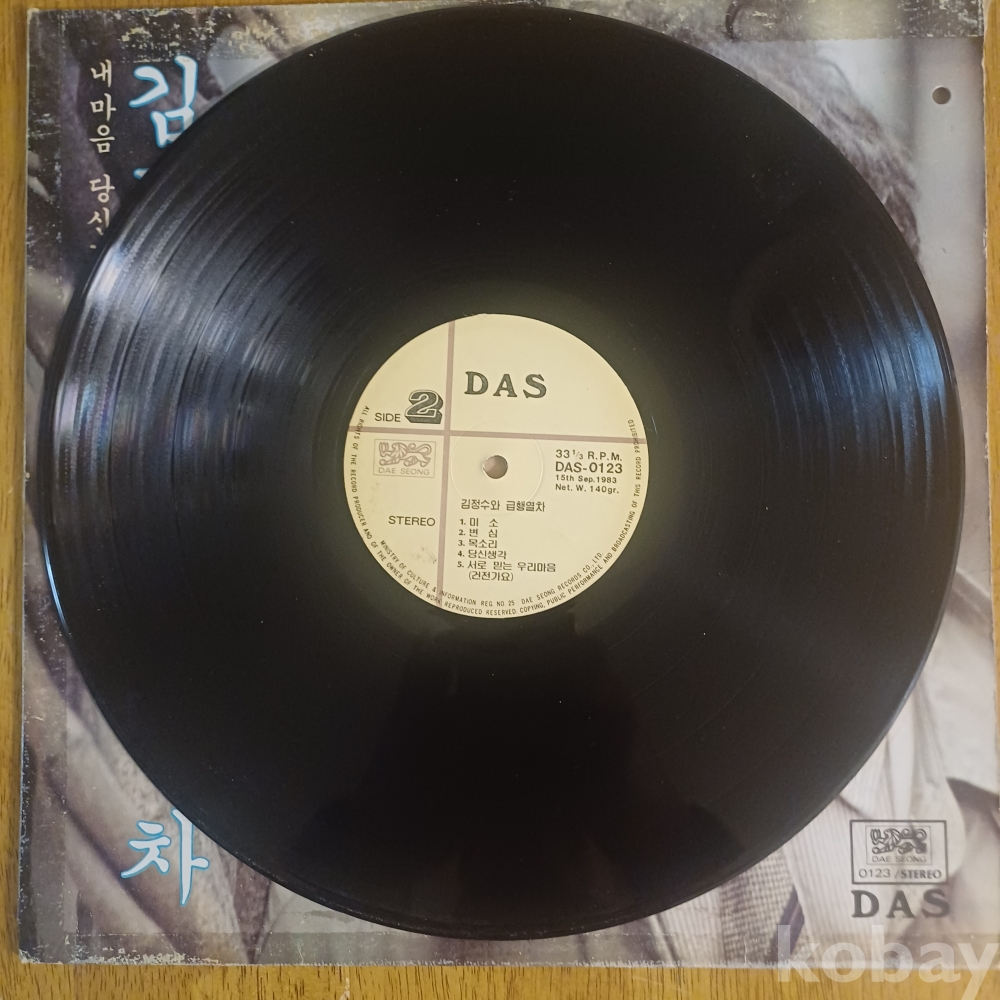 김
내마음 당신
차
DAS
SIDE 2
DAE SEONG
STEREO
33 1/3 R.P.M.
DAS-0123
15th Sep.1983
Net. W. 140gr.
김정수와 급행열차
1. 미 소
2. 변 심
3. 목소리
4. 당신생각
5. 서로 믿는 우리마음
(건전가요)
ALL RIGHTS OF THE RECORD PRODUCER AND OF THE OWNER OF THE WORK REPRODUCED RESERVED. COPYING, PUBLIC PERFORMANCE AND BROADCASTING OF THIS RECORD PROHIBITED
MINISTRY OF CULTURE & INFORMATION REG. NO. 25. DAE SEONG RECORDS CO., LTD.
DAE SEONG
0123/STEREO
DAS
kobay